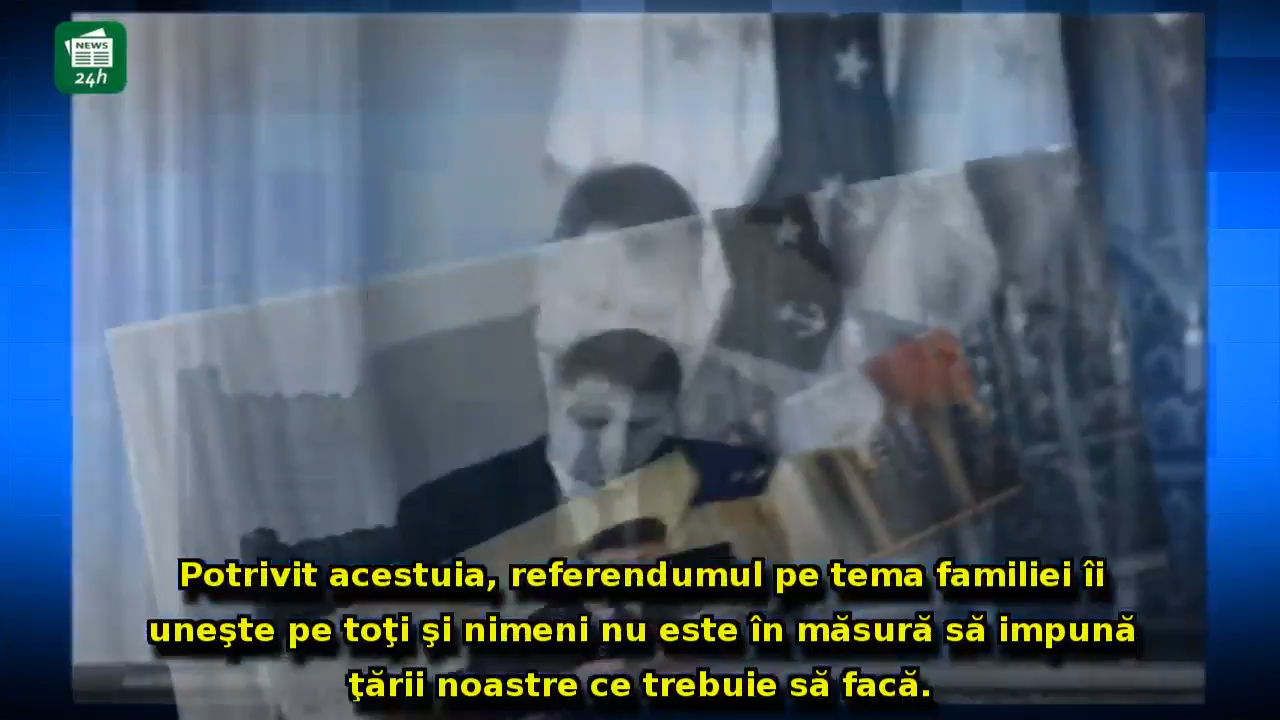 NEWS
24h
Potrivit acestuia, referendumul pe tema familiei îi
uneşte pe toţi şi nimeni nu este în măsură să impună
ţării noastre ce trebuie să facă.